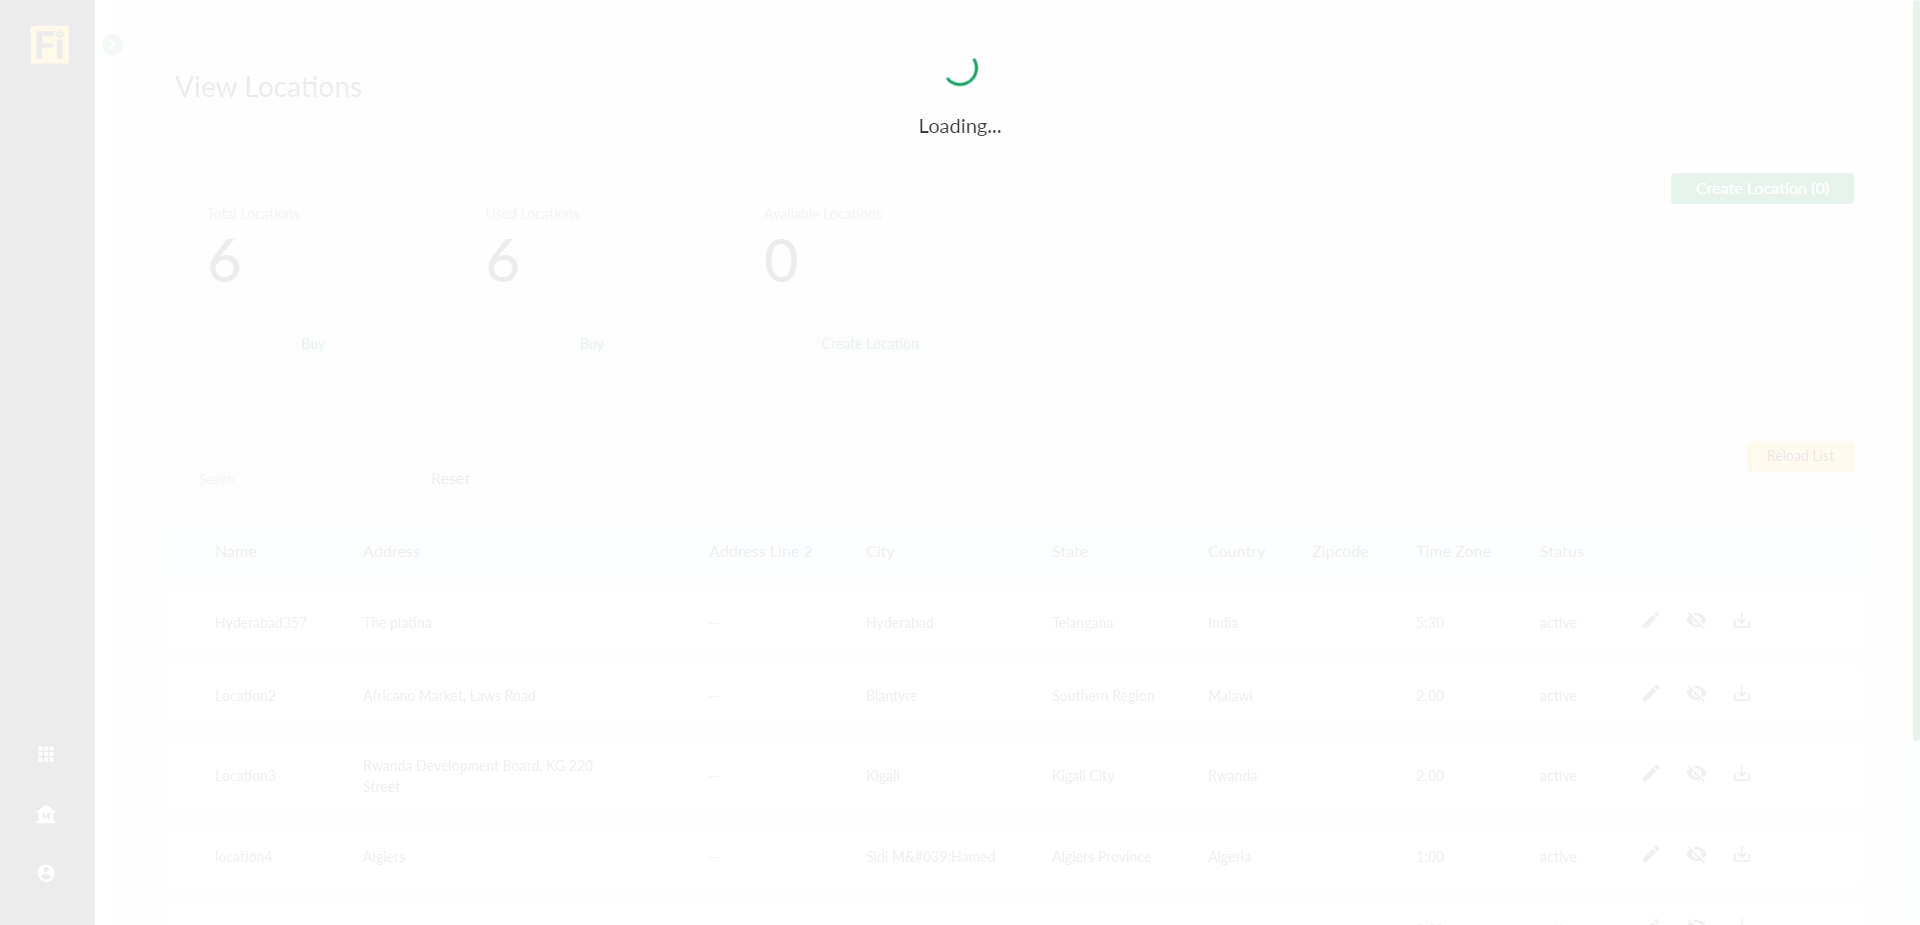 Fi
Loading...
View Locations
Create Location (0)
Total Locations Used Locations Available Locations
6 6 0
Buy Buy Create Location
Reload List
Search Reset
Name Address Address Line 2 City State Country Zipcode Time Zone Status
Hyderabad357 The platina -- Hyderabad Telangana India 5:30 active
Location2 Africano Market, Laws Road -- Blantyre Southern Region Malawi 2:00 active
Rwanda Development Board, KG 220
Location3 -- Kigali Kigali City Rwanda 2:00 active
Street
location4 Algiers -- Sidi M&#039;Hamed Algiers Province Algeria 1:00 active